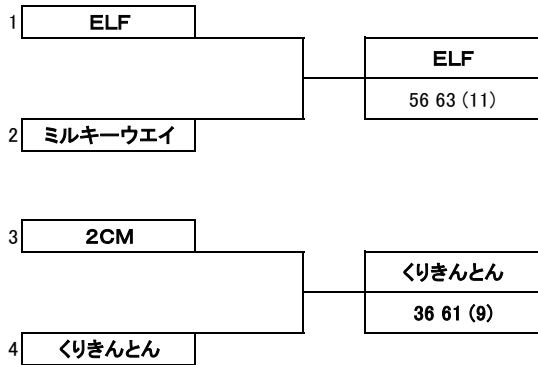 1 ELF
ELF
56 63 (11)
2 ミルキーウエイ
3 2CM
くりきんとん
36 61 (9)
4 くりきんとん